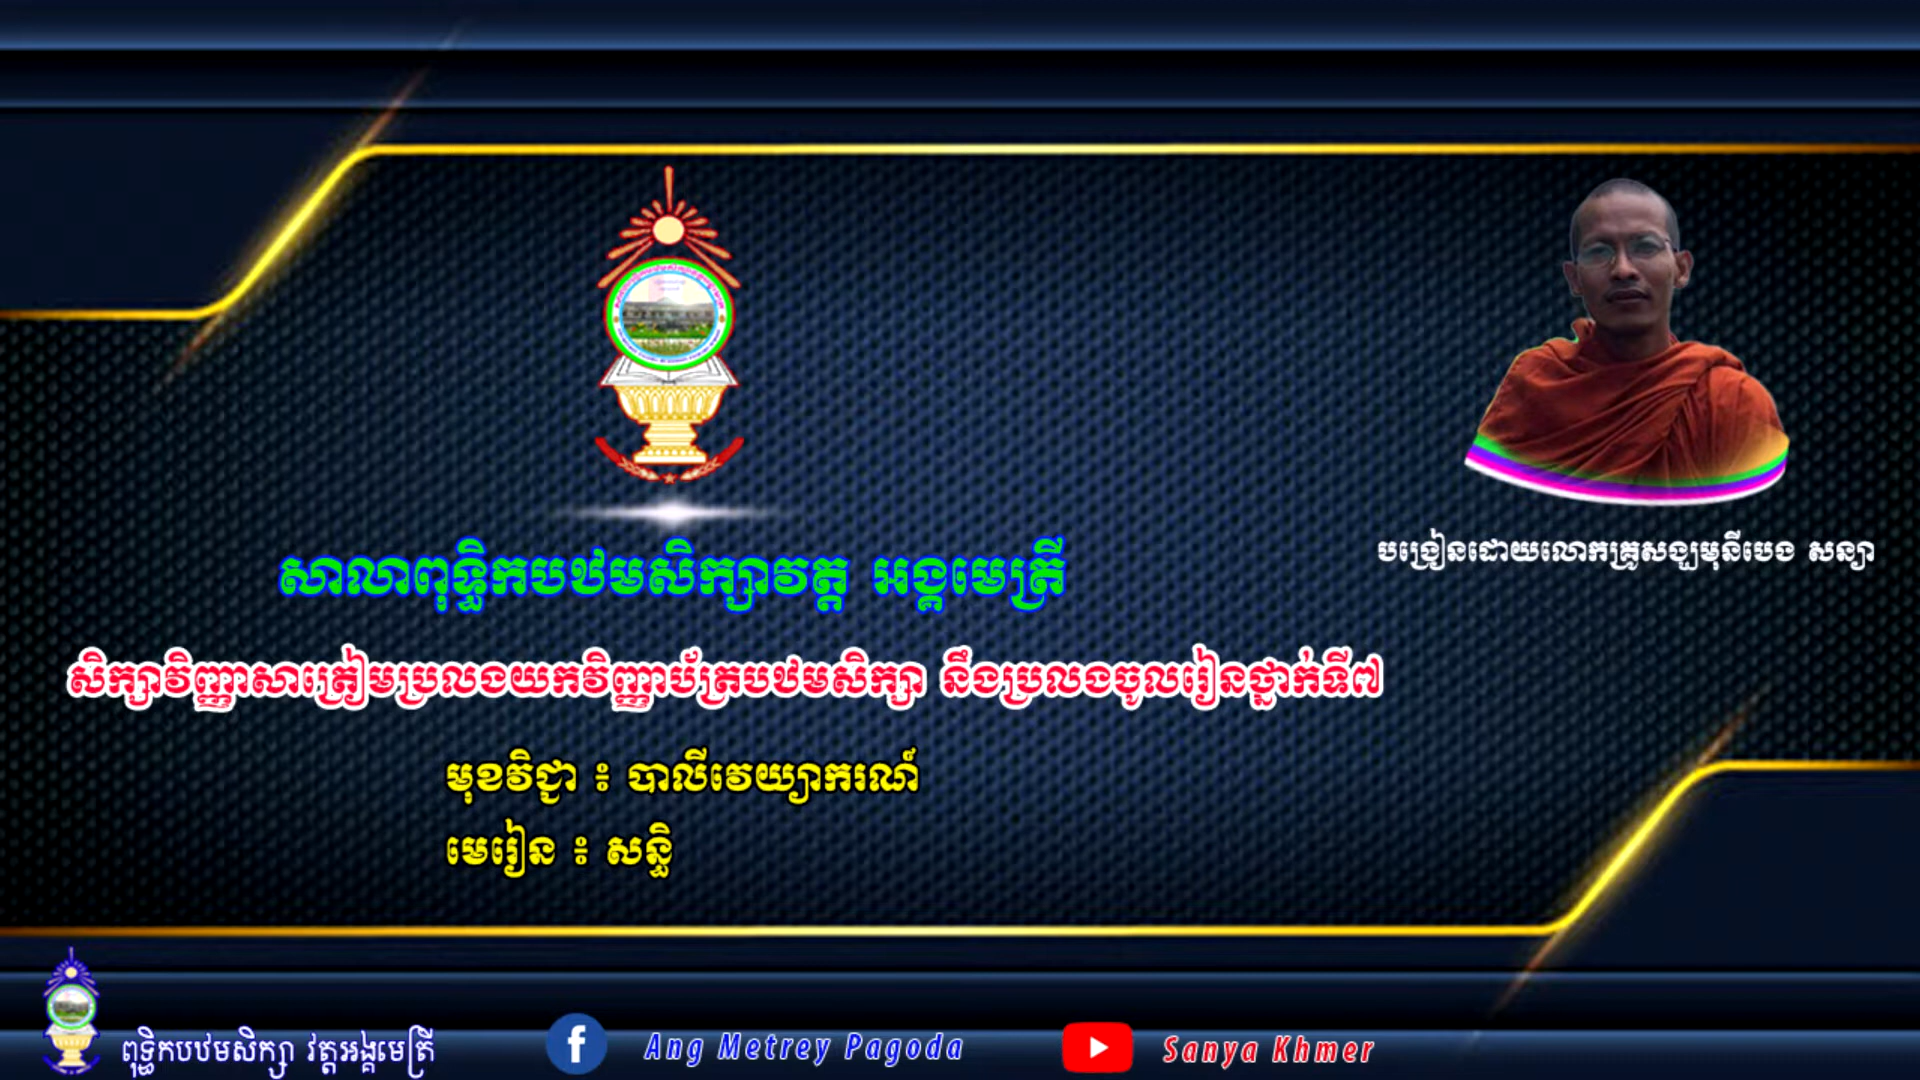 បង្រៀនដោយលោកគ្រូសង្ឃមុនីបេង សន្យា
សាលាពុទ្ធិកបឋមសិក្សាវត្ត អង្គមេត្រី
សិក្សាវិញ្ញាសាត្រៀមប្រលងយកវិញ្ញាប័ត្របឋមសិក្សា នឹងប្រលងចូលរៀនថ្នាក់ទី៧
មុខវិជ្ជា ៖ បាលីវេយ្យាករណ៍
មេរៀន ៖ សន្ធិ
ពុទ្ធិកបឋមសិក្សា វត្តអង្គមេត្រី
Ang Metrey Pagoda
Sanya Khmer